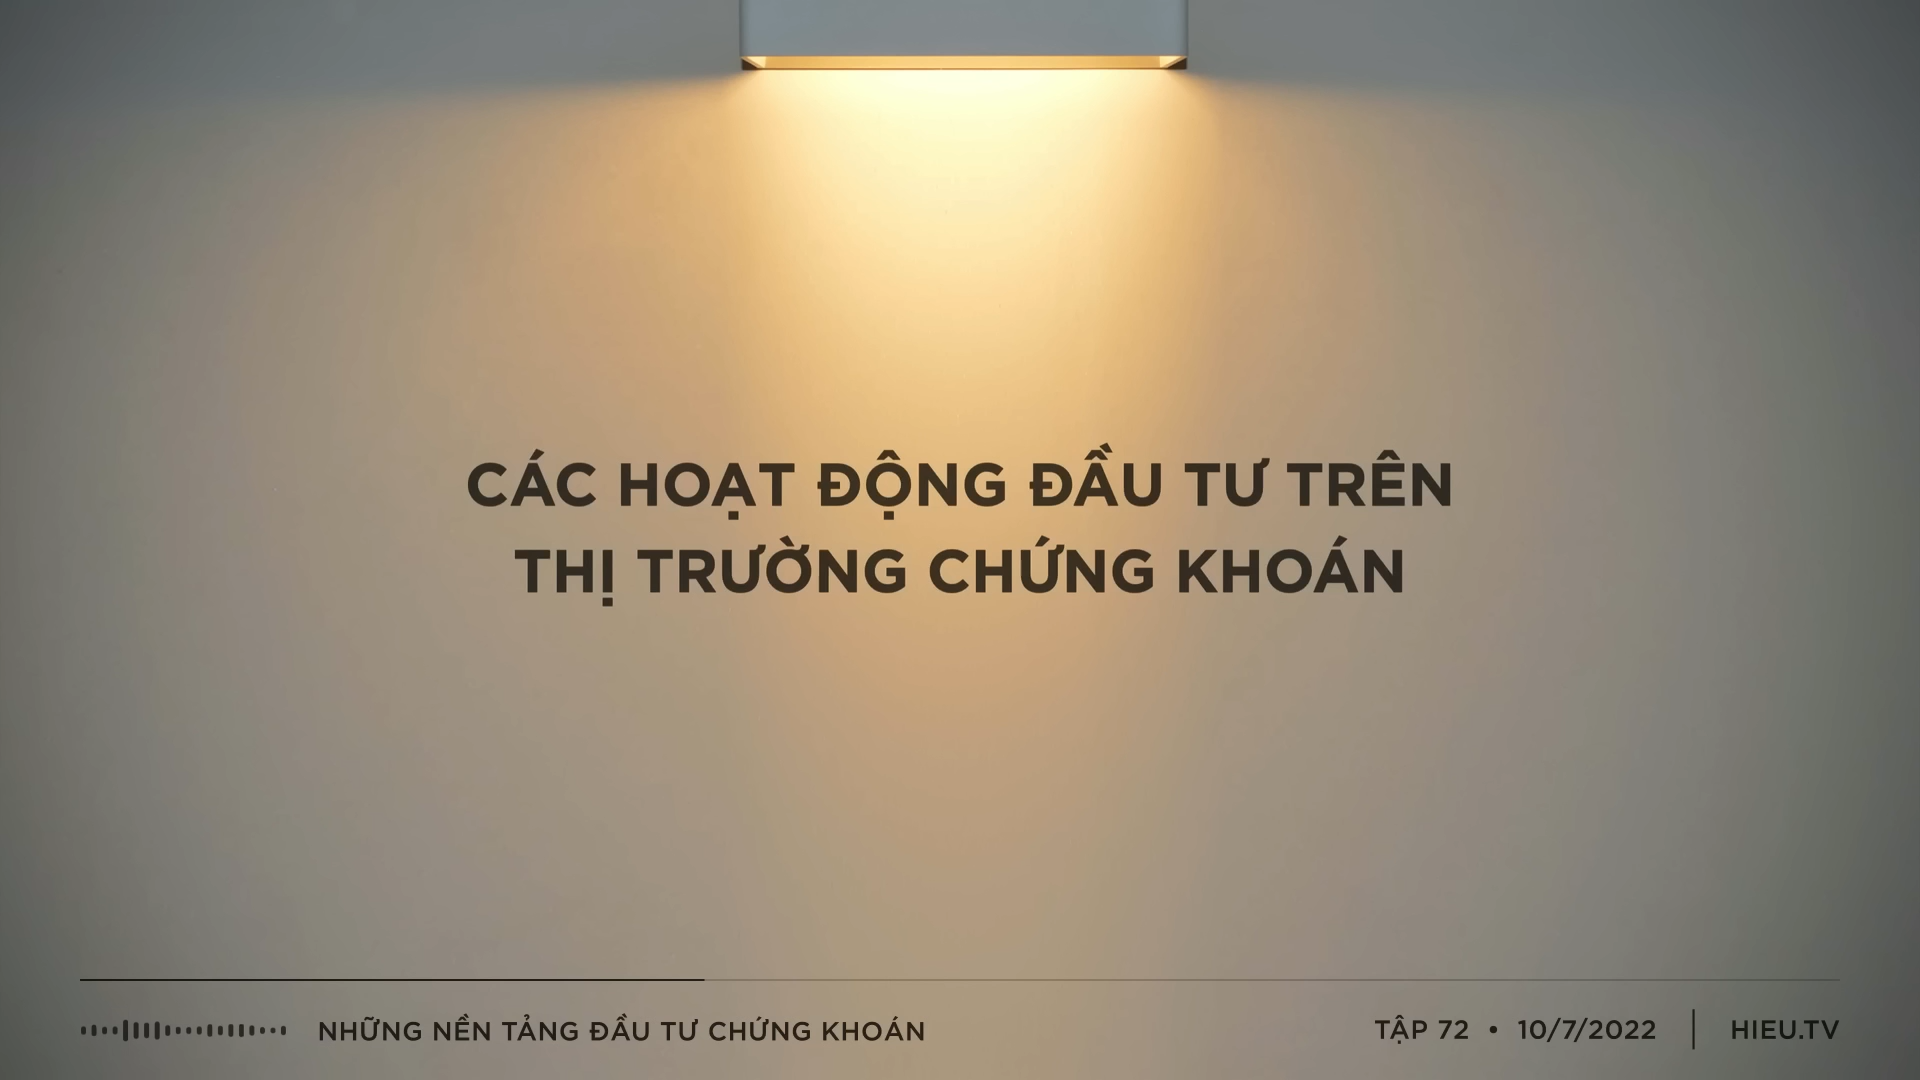 CÁC HOẠT ĐỘNG ĐẦU TƯ TRÊN
THỊ TRƯỜNG CHỨNG KHOÁN
NHỮNG NỀN TẢNG ĐẦU TƯ CHỨNG KHOÁN
TẬP 72 • 10/7/2022 | HIEU.TV